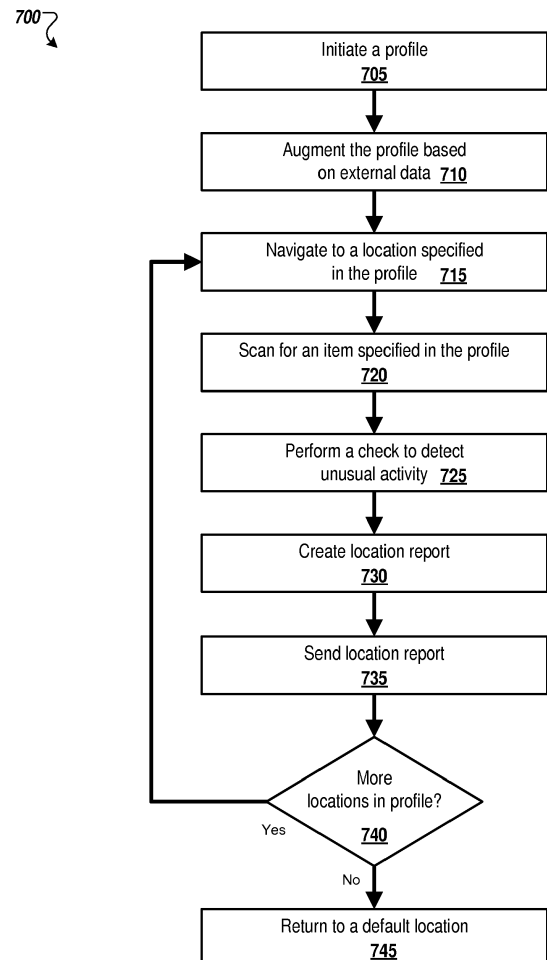 700
Initiate a profile
705
Augment the profile based
on external data 710
Navigate to a location specified
in the profile 715
Scan for an item specified in the profile
720
Perform a check to detect
unusual activity 725
Create location report
730
Send location report
735
More
locations in profile?
740
Yes
No
Return to a default location
745